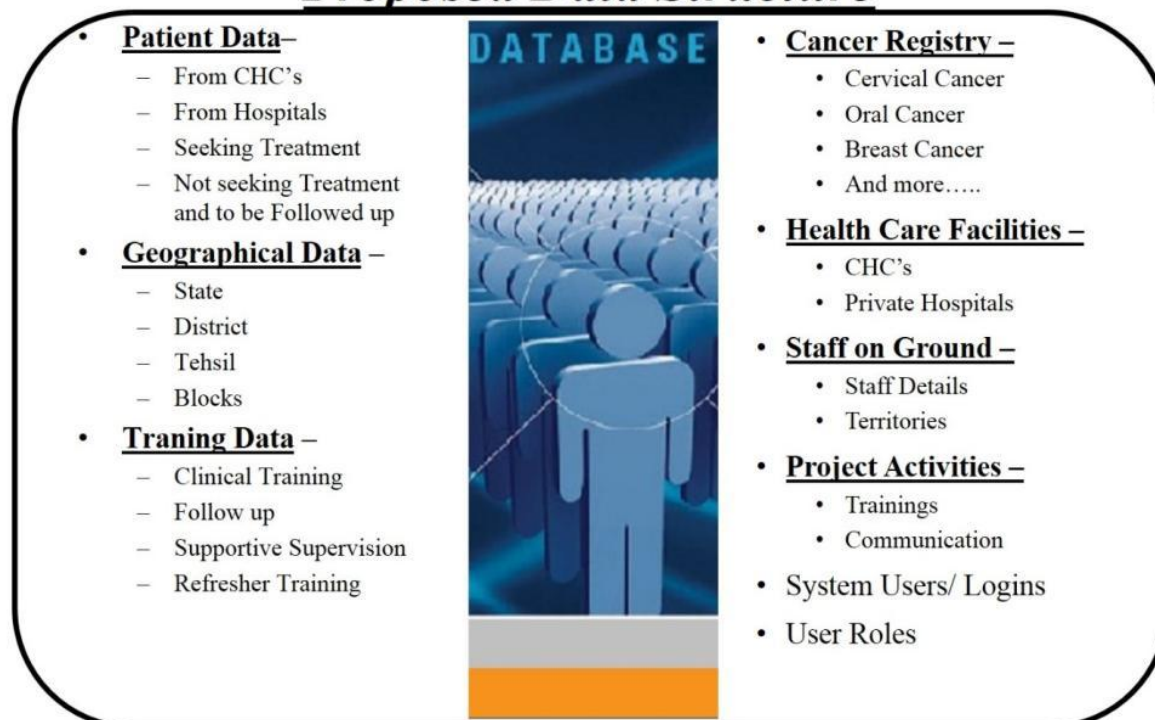 Proposed Data Structure
• Patient Data–
– From CHC's
– From Hospitals
– Seeking Treatment
– Not seeking Treatment
and to be Followed up
• Geographical Data –
– State
– District
– Tehsil
– Blocks
• Traning Data –
– Clinical Training
– Follow up
– Supportive Supervision
– Refresher Training
DATABASE
• Cancer Registry –
• Cervical Cancer
• Oral Cancer
• Breast Cancer
• And more…..
• Health Care Facilities –
• CHC's
• Private Hospitals
• Staff on Ground –
• Staff Details
• Territories
• Project Activities –
• Trainings
• Communication
• System Users/ Logins
• User Roles